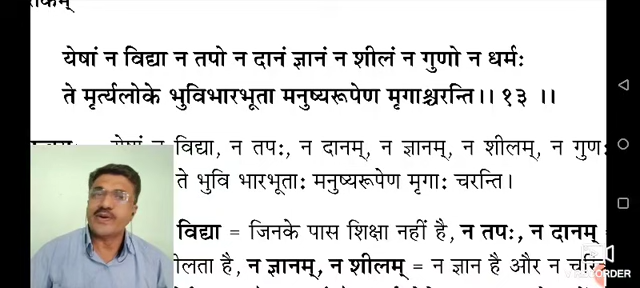 येषां न विद्या न तपो न दानं ज्ञानं न शीलं न गुणो न धर्मः
ते मृर्त्यलोके भुविभारभूता मनुष्यरूपेण मृगाश्चरन्ति।। १३ ।।
येषां न विद्या, न तपः, न दानम्, न ज्ञानम्, न शीलम्, न गुणः
ते भुवि भारभूताः मनुष्यरूपेण मृगाः चरन्ति।
विद्या = जिनके पास शिक्षा नहीं है, न तपः, न दानम्
है, न ज्ञानम्, न शीलम् = न ज्ञान है और न